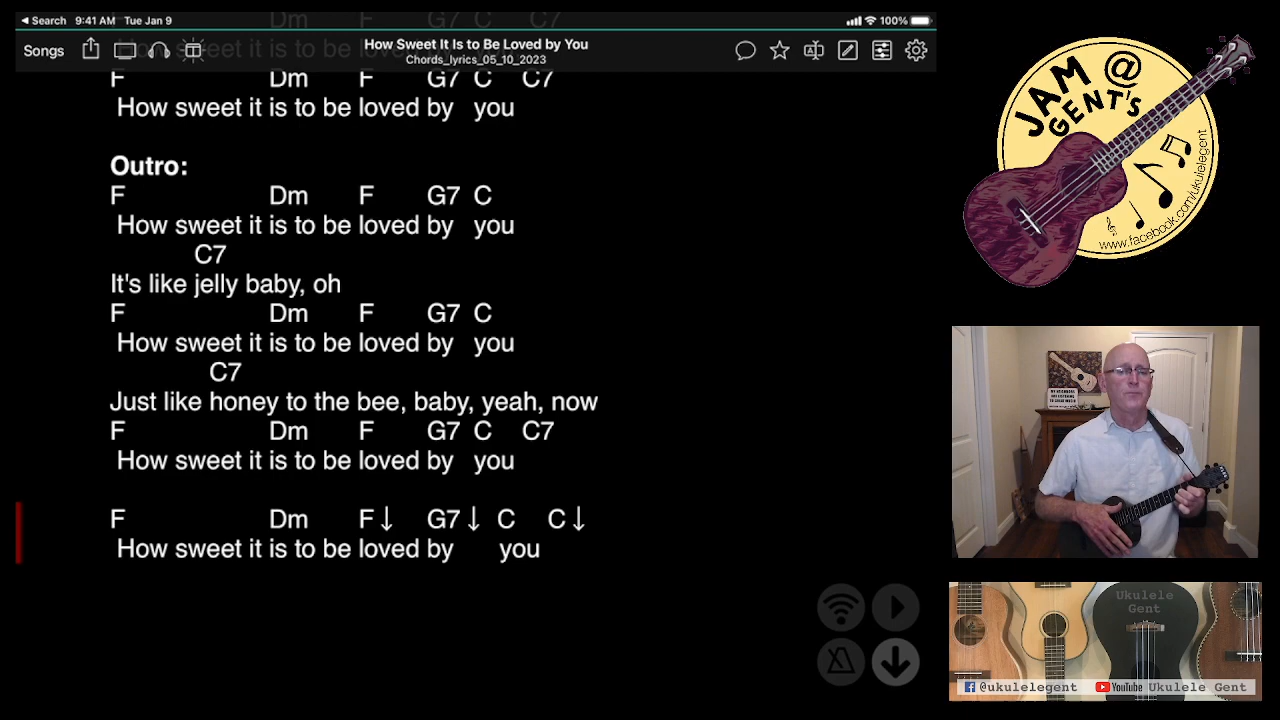 Search 9:41 AM Tue Jan 9 100%
Dm F G7 C C7
Songs
How Sweet It Is to Be Loved by You
Chords_lyrics_05_10_2023
F Dm F G7 C C7
How sweet it is to be loved by you
Outro:
F Dm F G7 C
How sweet it is to be loved by you
C7
It's like jelly baby, oh
F Dm F G7 C
How sweet it is to be loved by you
C7
Just like honey to the bee, baby, yeah, now
F Dm F G7 C C7
How sweet it is to be loved by you
F Dm F↓ G7↓ C C↓
How sweet it is to be loved by you
JAM @
GENT'S
www.facebook.com/ukulelegent
Ukulele
Gent
@ukulelegent YouTube Ukulele Gent